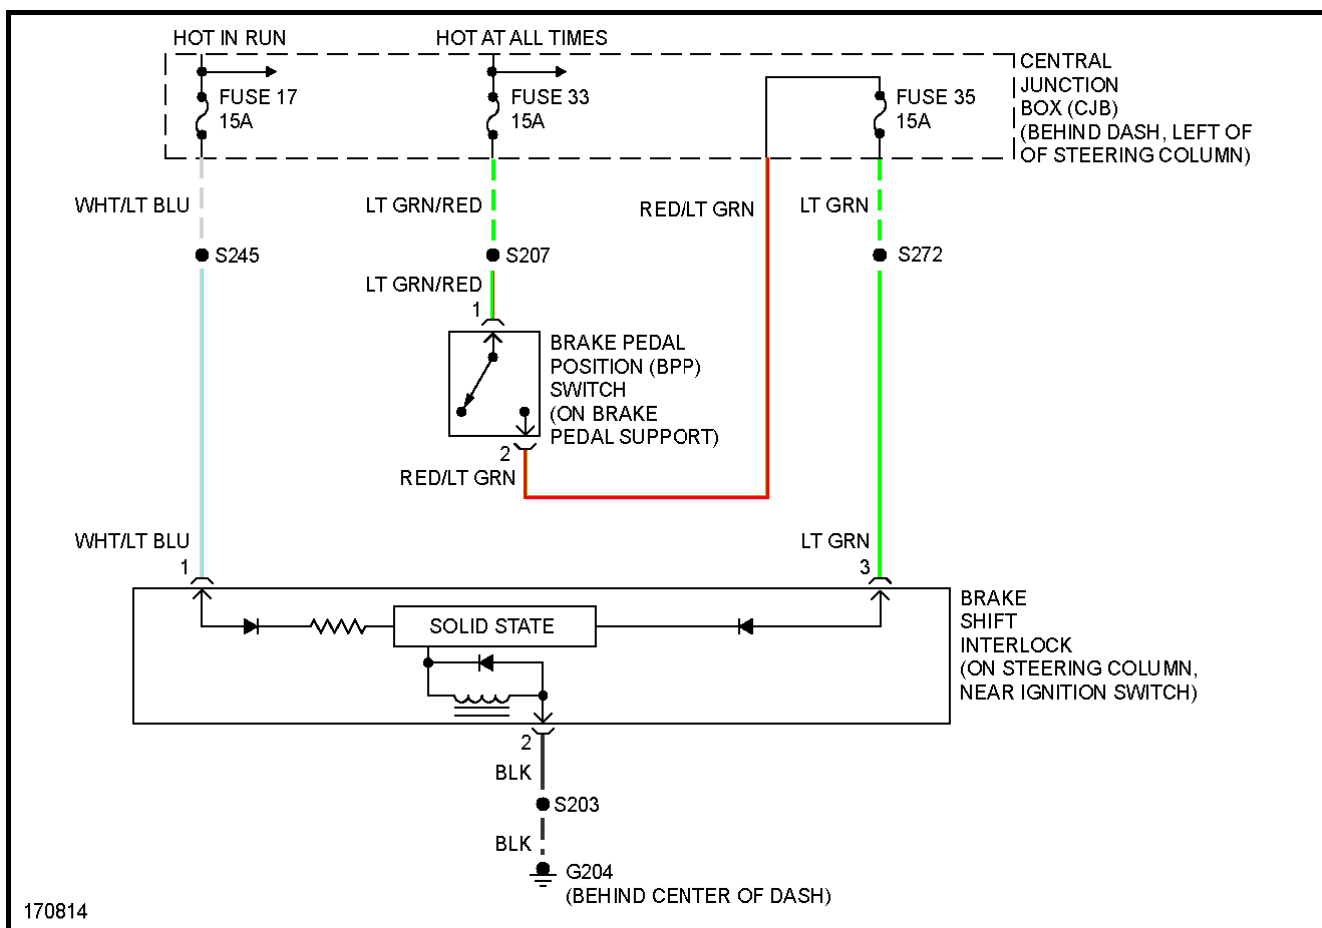 HOT IN RUN
HOT AT ALL TIMES
FUSE 17
15A
FUSE 33
15A
FUSE 35
15A
CENTRAL
JUNCTION
BOX (CJB)
(BEHIND DASH, LEFT OF
OF STEERING COLUMN)
WHT/LT BLU
LT GRN/RED
RED/LT GRN
LT GRN
S245
S207
S272
LT GRN/RED
1
BRAKE PEDAL
POSITION (BPP)
SWITCH
(ON BRAKE
PEDAL SUPPORT)
2
RED/LT GRN
WHT/LT BLU
1
LT GRN
3
SOLID STATE
BRAKE
SHIFT
INTERLOCK
(ON STEERING COLUMN,
NEAR IGNITION SWITCH)
2
BLK
S203
BLK
G204
(BEHIND CENTER OF DASH)
170814